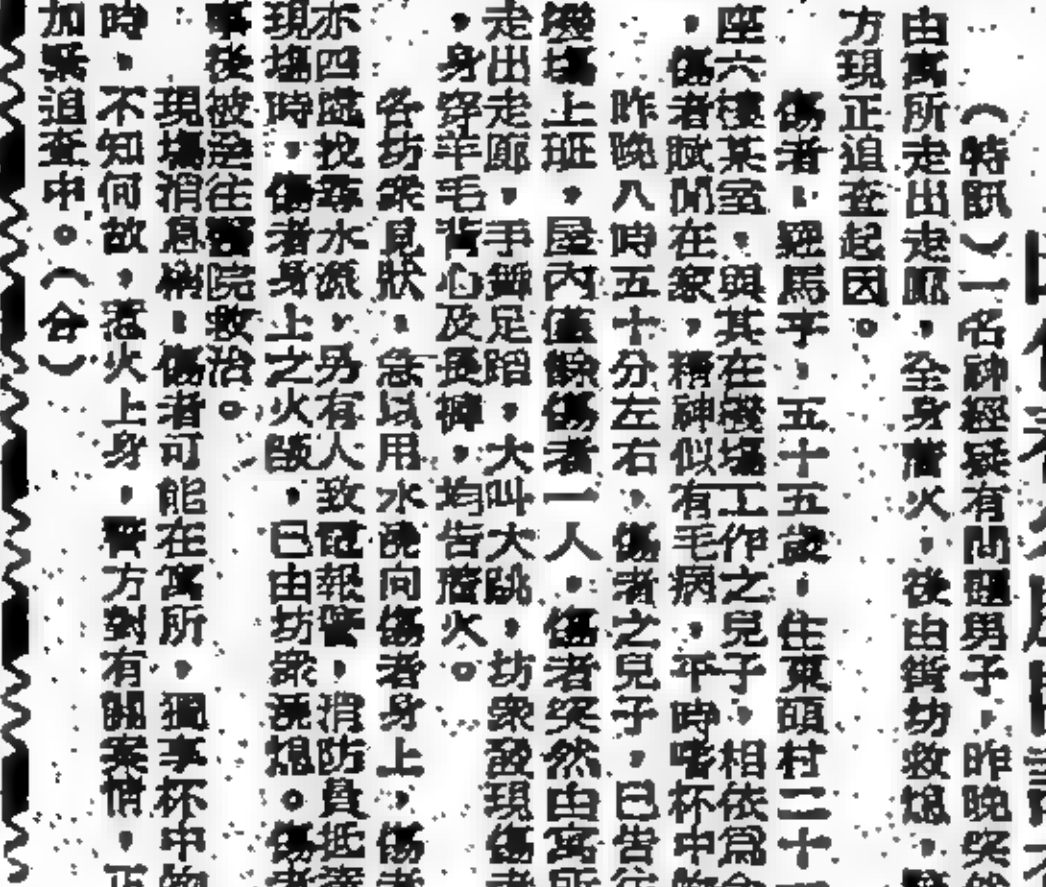 （特訊）一名神經疑有問題男子，昨晚突
由寓所走出走廊，全身着火，後由街坊救熄，
方現正追查起因。
傷者：駱馬字，五十五歲，住東頭村二十
座六樓某室，與其在機場工作之兒子，相依為
，傷者賦閒在家，精神似有毛病，平時嗜杯中
昨晚八時五十分左右，傷者之兒子，已告
機場上班，屋內僅餘傷者一人，傷者突然由寓所
走出走廊，手舞足蹈，大叫大跳，坊衆發現傷者
，身穿羊毛背心及長褲，均告着火。
各坊衆見狀，急以用水澆向傷者身上，傷者
亦四處找尋水源，另有人致電報警，消防員抵達
現場時，傷者身上之火燄，已由坊衆潑熄。傷者
事後被送往醫院救治。
現場消息稱：傷者可能在寓所，獨享杯中物
時，不知何故，惹火上身，警方對有關案情，正
加緊追查中。（合）